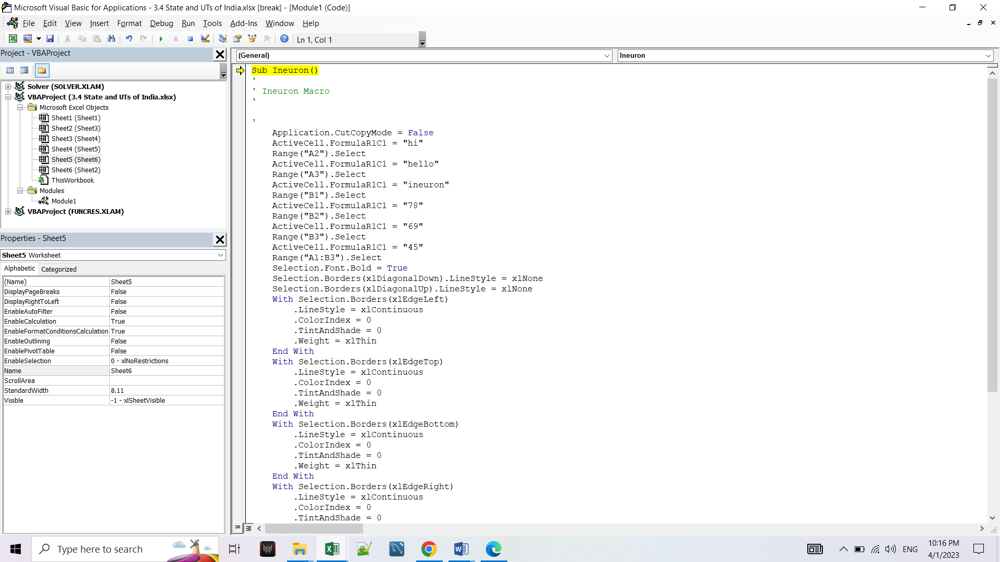 Microsoft Visual Basic for Applications - 3.4 State and UTs of India.xlsx [break] - [Module1 (Code)]
File Edit View Insert Format Debug Run Tools Add-Ins Window Help
Ln 1, Col 1
Project - VBAProject
Solver (SOLVER.XLAM)
VBAProject (3.4 State and UTs of India.xlsx)
Microsoft Excel Objects
Sheet1 (Sheet1)
Sheet2 (Sheet3)
Sheet3 (Sheet4)
Sheet4 (Sheet5)
Sheet5 (Sheet6)
Sheet6 (Sheet2)
ThisWorkbook
Modules
Module1
VBAProject (FUNCRES.XLAM)
Properties - Sheet5
Sheet5 Worksheet
Alphabetic Categorized
(Name) Sheet5
DisplayPageBreaks False
DisplayRightToLeft False
EnableAutoFilter False
EnableCalculation True
EnableFormatConditionsCalculation True
EnableOutlining False
EnablePivotTable False
EnableSelection 0 - xlNoRestrictions
Name Sheet6
ScrollArea
StandardWidth 8.11
Visible -1 - xlSheetVisible
(General) Ineuron
Sub Ineuron()
'
' Ineuron Macro
'
'
Application.CutCopyMode = False
ActiveCell.FormulaR1C1 = "hi"
Range("A2").Select
ActiveCell.FormulaR1C1 = "hello"
Range("A3").Select
ActiveCell.FormulaR1C1 = "ineuron"
Range("B1").Select
ActiveCell.FormulaR1C1 = "78"
Range("B2").Select
ActiveCell.FormulaR1C1 = "69"
Range("B3").Select
ActiveCell.FormulaR1C1 = "45"
Range("A1:B3").Select
Selection.Font.Bold = True
Selection.Borders(xlDiagonalDown).LineStyle = xlNone
Selection.Borders(xlDiagonalUp).LineStyle = xlNone
With Selection.Borders(xlEdgeLeft)
.LineStyle = xlContinuous
.ColorIndex = 0
.TintAndShade = 0
.Weight = xlThin
End With
With Selection.Borders(xlEdgeTop)
.LineStyle = xlContinuous
.ColorIndex = 0
.TintAndShade = 0
.Weight = xlThin
End With
With Selection.Borders(xlEdgeBottom)
.LineStyle = xlContinuous
.ColorIndex = 0
.TintAndShade = 0
.Weight = xlThin
End With
With Selection.Borders(xlEdgeRight)
.LineStyle = xlContinuous
.ColorIndex = 0
.TintAndShade = 0
Type here to search
ENG
10:16 PM
4/1/2023